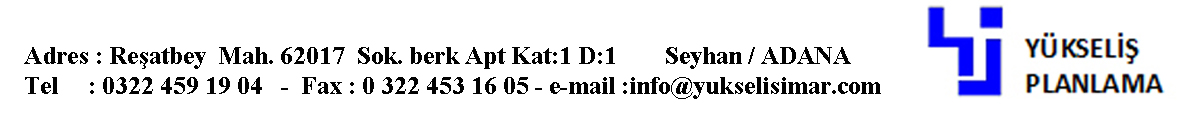 Adres : Reşatbey Mah. 62017 Sok. berk Apt Kat:1 D:1 Seyhan / ADANA
Tel : 0322 459 19 04 - Fax : 0 322 453 16 05 - e-mail :info@yukselisimar.com
YÜKSELİŞ
PLANLAMA